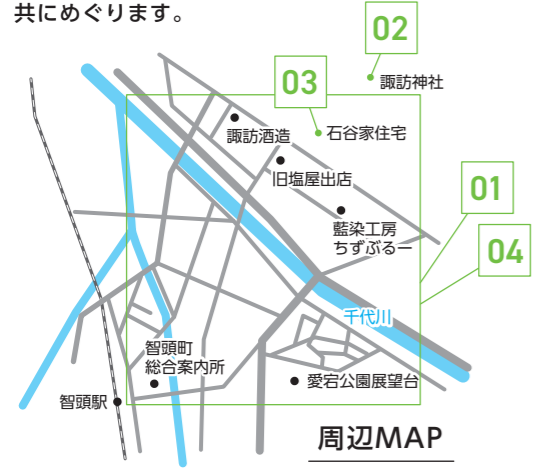 共にめぐります。
02
諏訪神社
03
諏訪酒造
石谷家住宅
旧塩屋出店
01
藍染工房
ちずぶるー
04
千代川
智頭町
総合案内所
愛宕公園展望台
智頭駅
周辺MAP